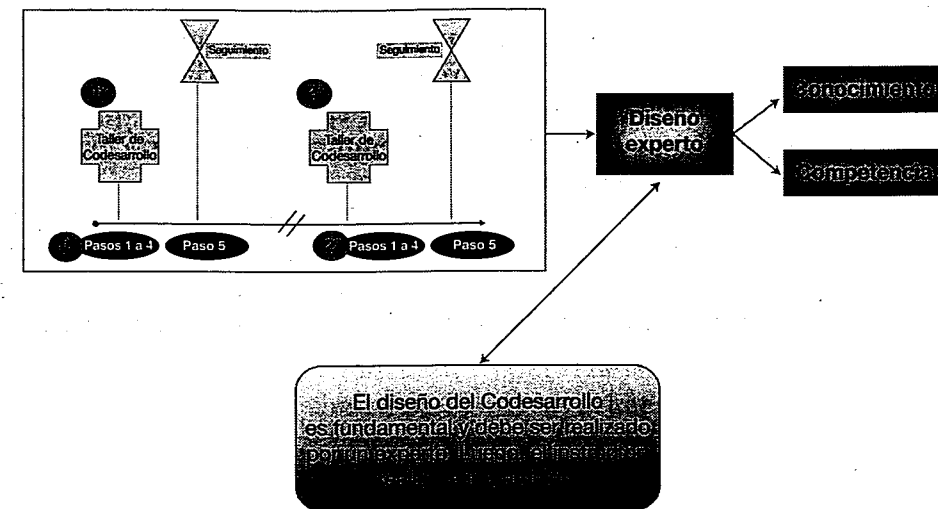 Seguimiento
Seguimiento
Taller de
Codesarrollo
Taller de
Codesarrollo
Diseño
experto
Conocimiento
Competencia
Pasos 1 a 4
Paso 5
Pasos 1 a 4
Paso 5
El diseño del Codesarrollo
es fundamental y debe ser realizado
por un experto. Luego, el instructor